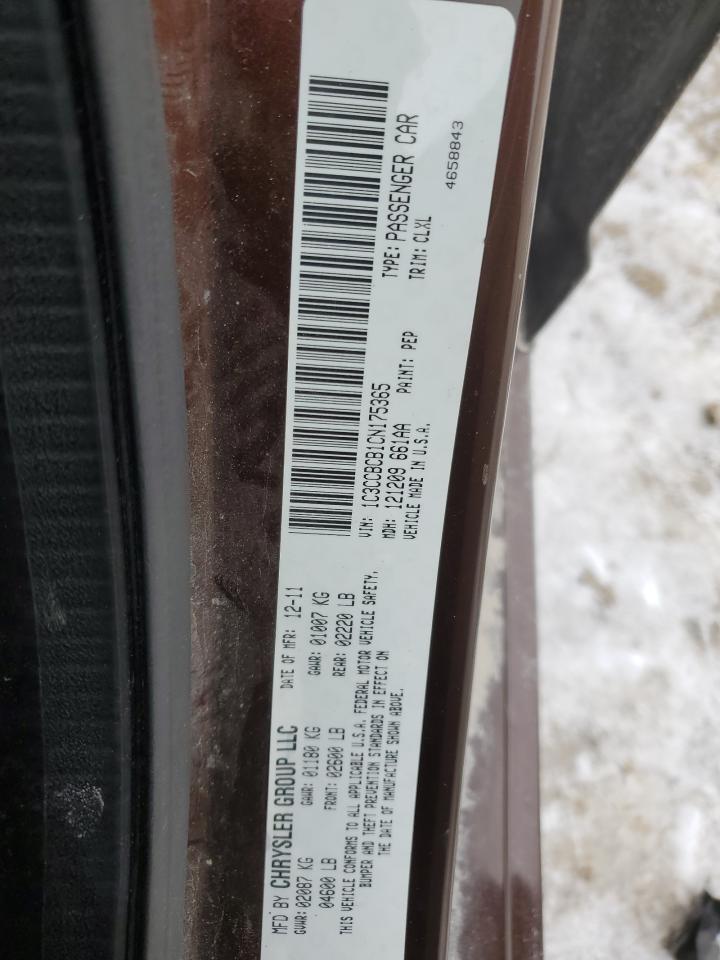 MFD BY CHRYSLER GROUP LLC
DATE OF MFR: 12-11
GVWR: 02087 KG
GAWR: 01180 KG
GAWR: 01007 KG
04600 LB
FRONT: 02600 LB
REAR: 02220 LB
THIS VEHICLE CONFORMS TO ALL APPLICABLE U.S.A. FEDERAL MOTOR VEHICLE SAFETY,
BUMPER AND THEFT PREVENTION STANDARDS IN EFFECT ON
THE DATE OF MANUFACTURE SHOWN ABOVE.
VIN: 1C3CCBCB1CN175365
TYPE: PASSENGER CAR
MDH: 121209 661AA
PAINT: PEP
TRIM: CLXL
VEHICLE MADE IN U.S.A.
4658843